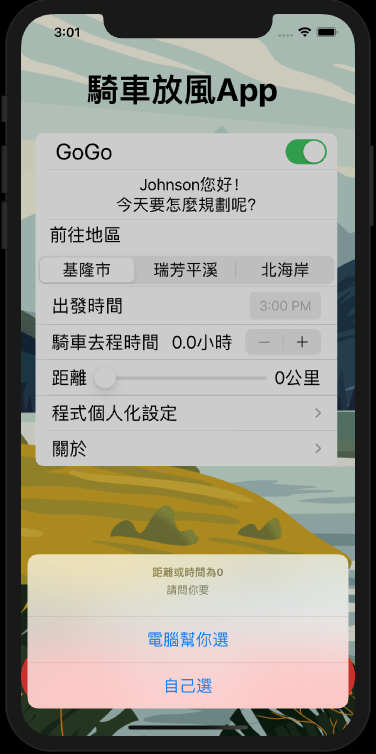 3:01
騎車放風App
GoGo
Johnson您好！
今天要怎麼規劃呢?
前往地區
基隆市 瑞芳平溪 北海岸
出發時間 3:00 PM
騎車去程時間 0.0小時
距離 0公里
程式個人化設定
關於
距離或時間為0
請問你要
電腦幫你選
自己選